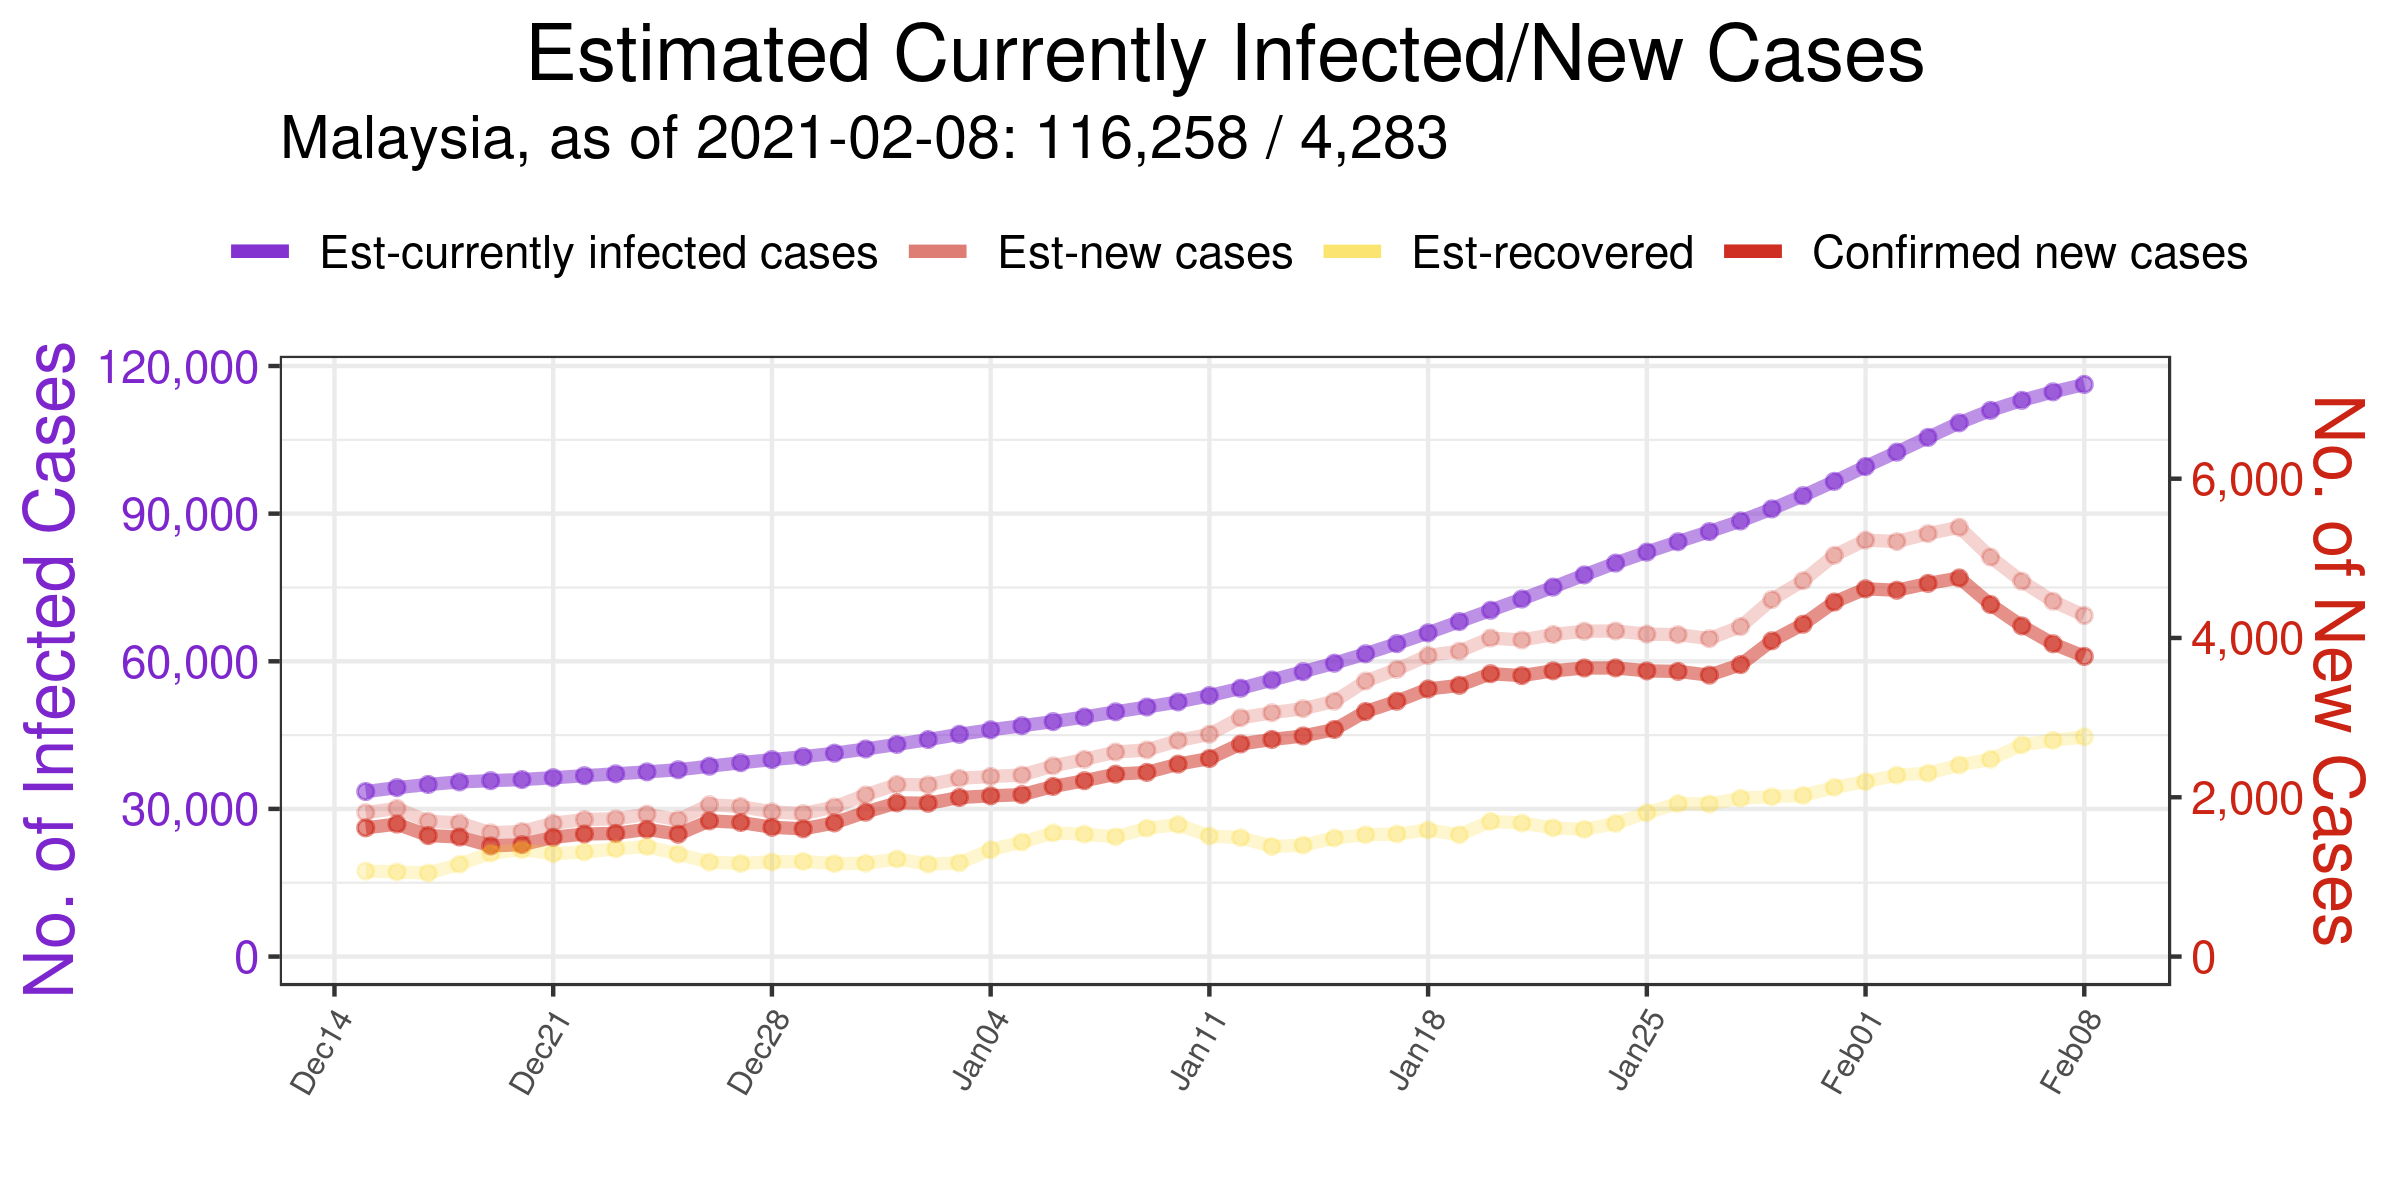 Estimated Currently Infected/New Cases
Malaysia, as of 2021-02-08: 116,258 / 4,283
Est-currently infected cases Est-new cases Est-recovered Confirmed new cases
No. of Infected Cases
120,000
90,000
60,000
30,000
0
6,000
4,000
2,000
0
No. of New Cases
Dec14 Dec21 Dec28 Jan04 Jan11 Jan18 Jan25 Feb01 Feb08